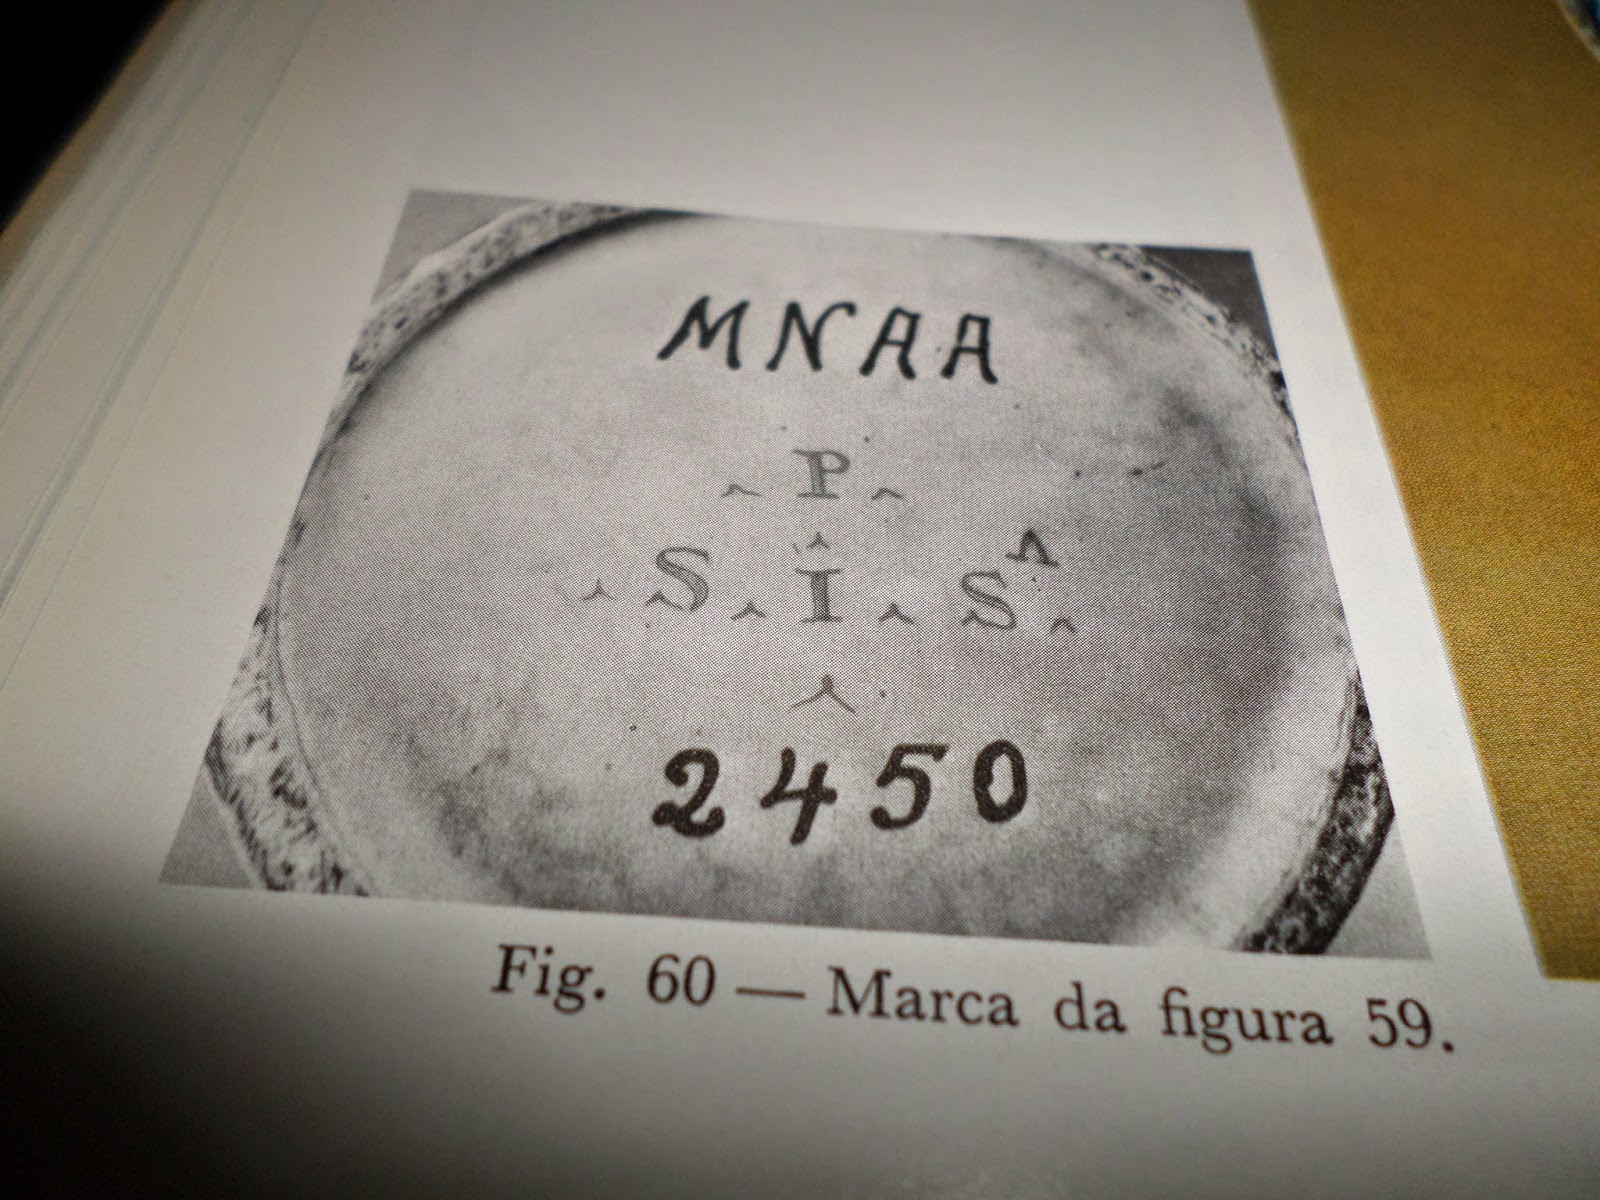 MNAA
P
S I S^
2450
Fig. 60 — Marca da figura 59.